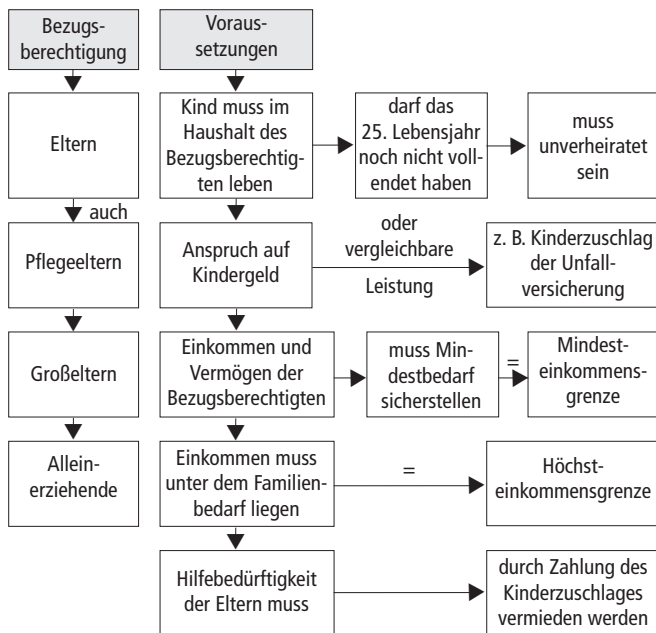 Bezugs-
berechtigung
Voraus-
setzungen
Eltern
Kind muss im
Haushalt des
Bezugsberechtig-
ten leben
darf das
25. Lebensjahr
noch nicht voll-
endet haben
muss
unverheiratet
sein
auch
Pflegeeltern
Anspruch auf
Kindergeld
oder
vergleichbare
Leistung
z. B. Kinderzuschlag
der Unfall-
versicherung
Großeltern
Einkommen und
Vermögen der
Bezugsberechtigten
muss Min-
destbedarf
sicherstellen
=
Mindest-
einkommens-
grenze
Allein-
erziehende
Einkommen muss
unter dem Familien-
bedarf liegen
=
Höchst-
einkommensgrenze
Hilfebedürftigkeit
der Eltern muss
durch Zahlung des
Kinderzuschlages
vermieden werden